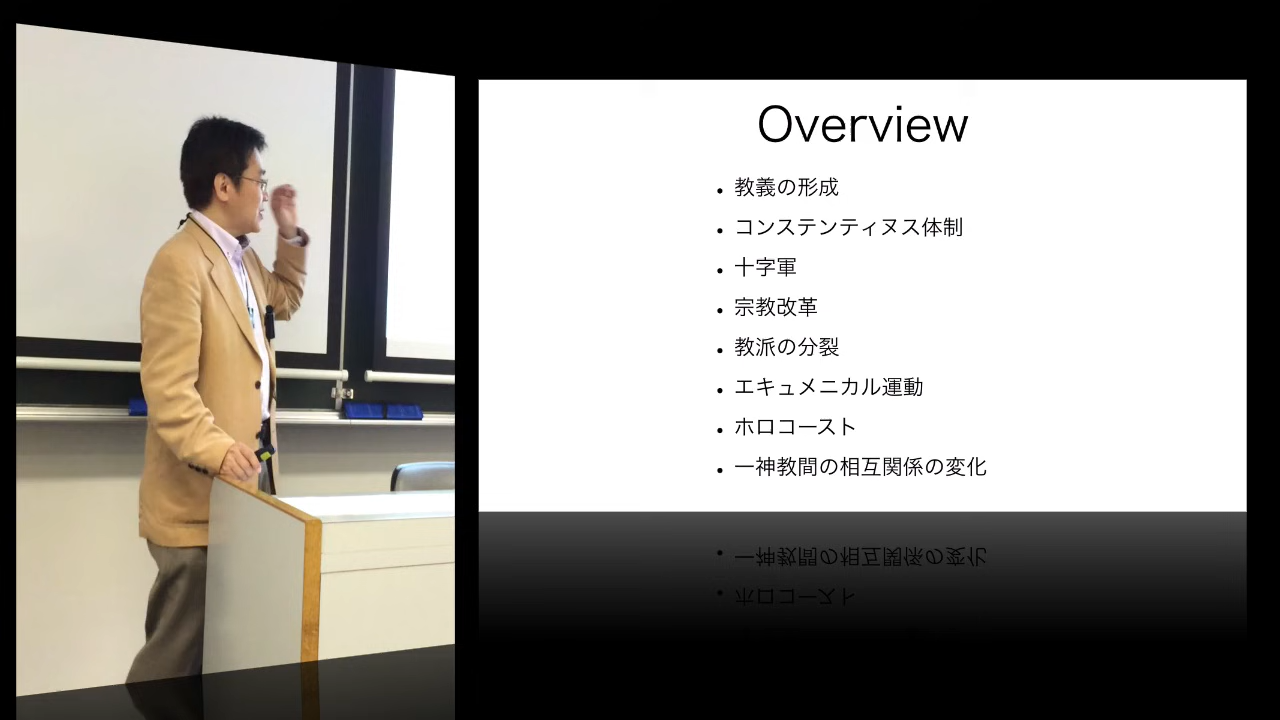 Overview
• 教義の形成
• コンステンティヌス体制
• 十字軍
• 宗教改革
• 教派の分裂
• エキュメニカル運動
• ホロコースト
• 一神教間の相互関係の変化